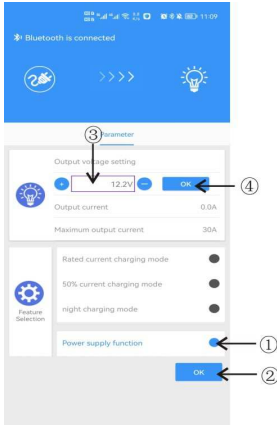 11:09
Bluetooth is connected
>>>>
③
Parameter
Output voltage setting
+ 12.2V − OK
④
Output current 0.0A
Maximum output current 30A
Rated current charging mode
50% current charging mode
night charging mode
Feature
Selection
Power supply function
①
OK
②